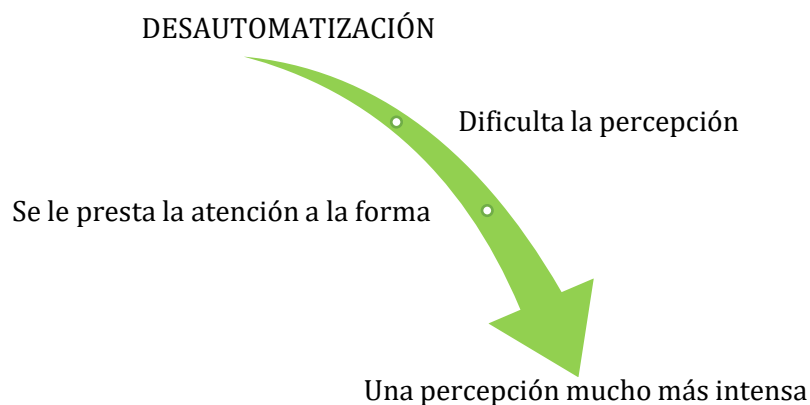 DESAUTOMATIZACIÓN
Dificulta la percepción
Se le presta la atención a la forma
Una percepción mucho más intensa